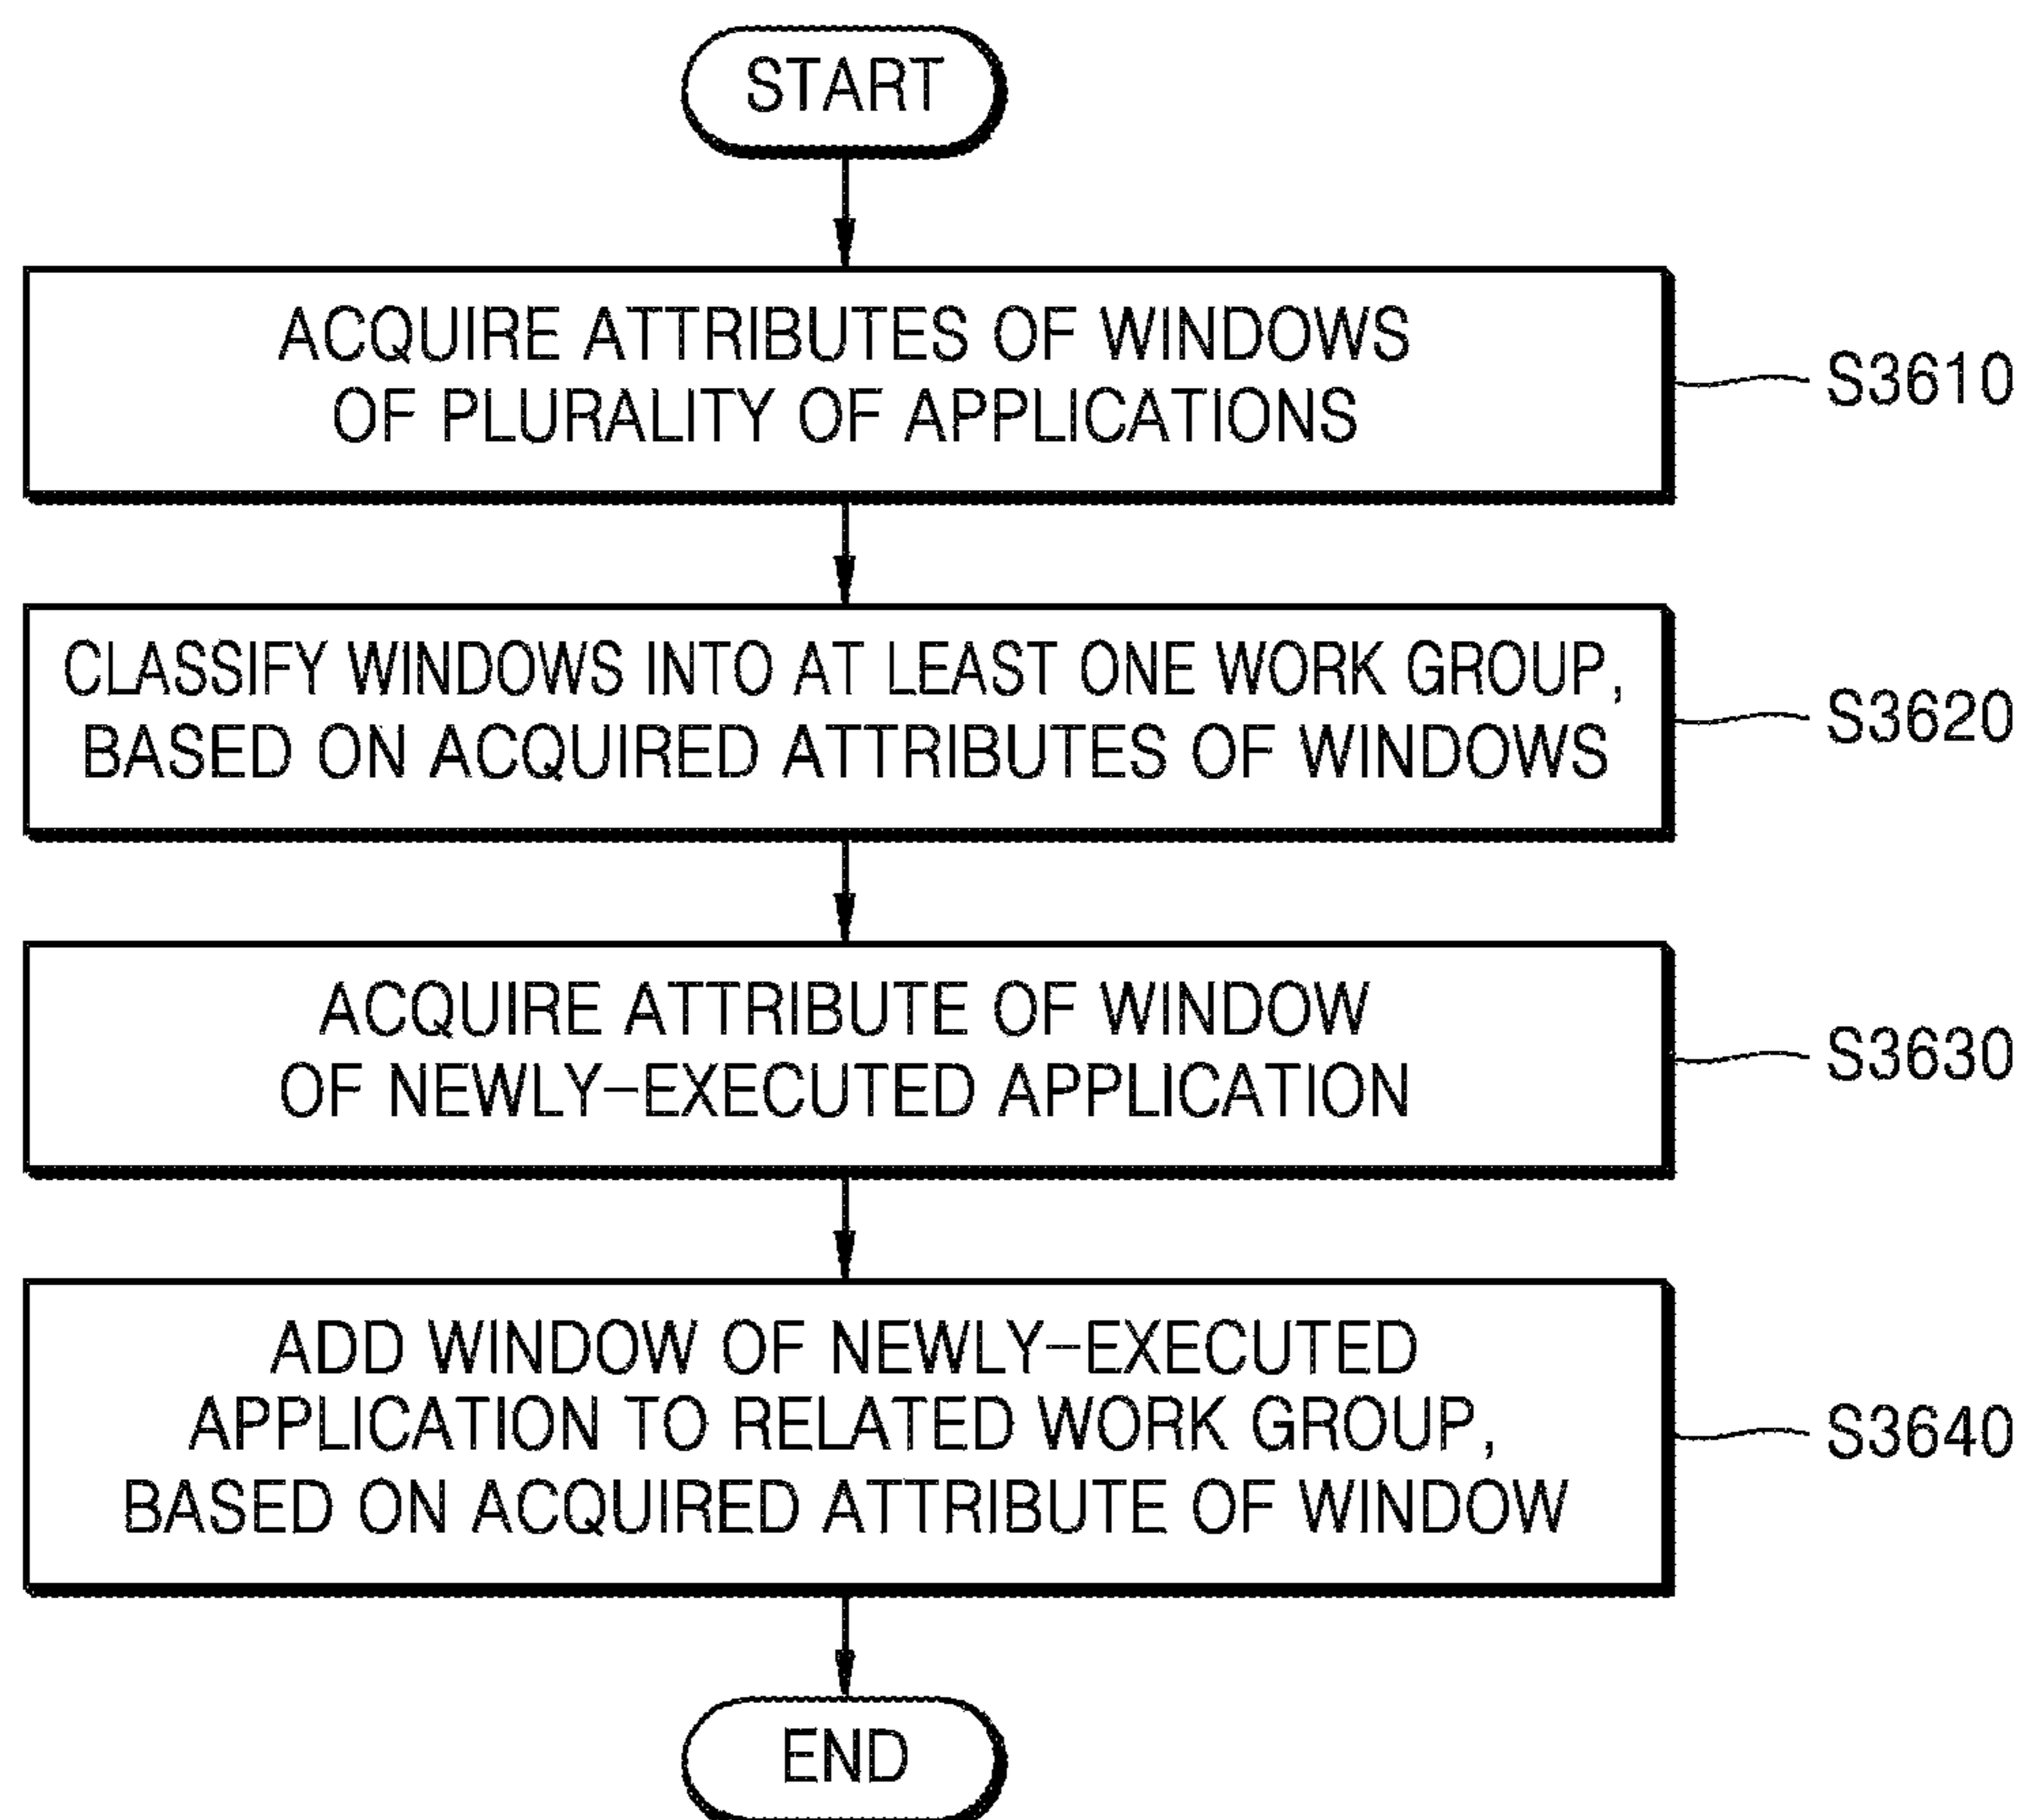 START
ACQUIRE ATTRIBUTES OF WINDOWS
OF PLURALITY OF APPLICATIONS
S3610
CLASSIFY WINDOWS INTO AT LEAST ONE WORK GROUP,
BASED ON ACQUIRED ATTRIBUTES OF WINDOWS
S3620
ACQUIRE ATTRIBUTE OF WINDOW
OF NEWLY-EXECUTED APPLICATION
S3630
ADD WINDOW OF NEWLY-EXECUTED
APPLICATION TO RELATED WORK GROUP,
BASED ON ACQUIRED ATTRIBUTE OF WINDOW
S3640
END